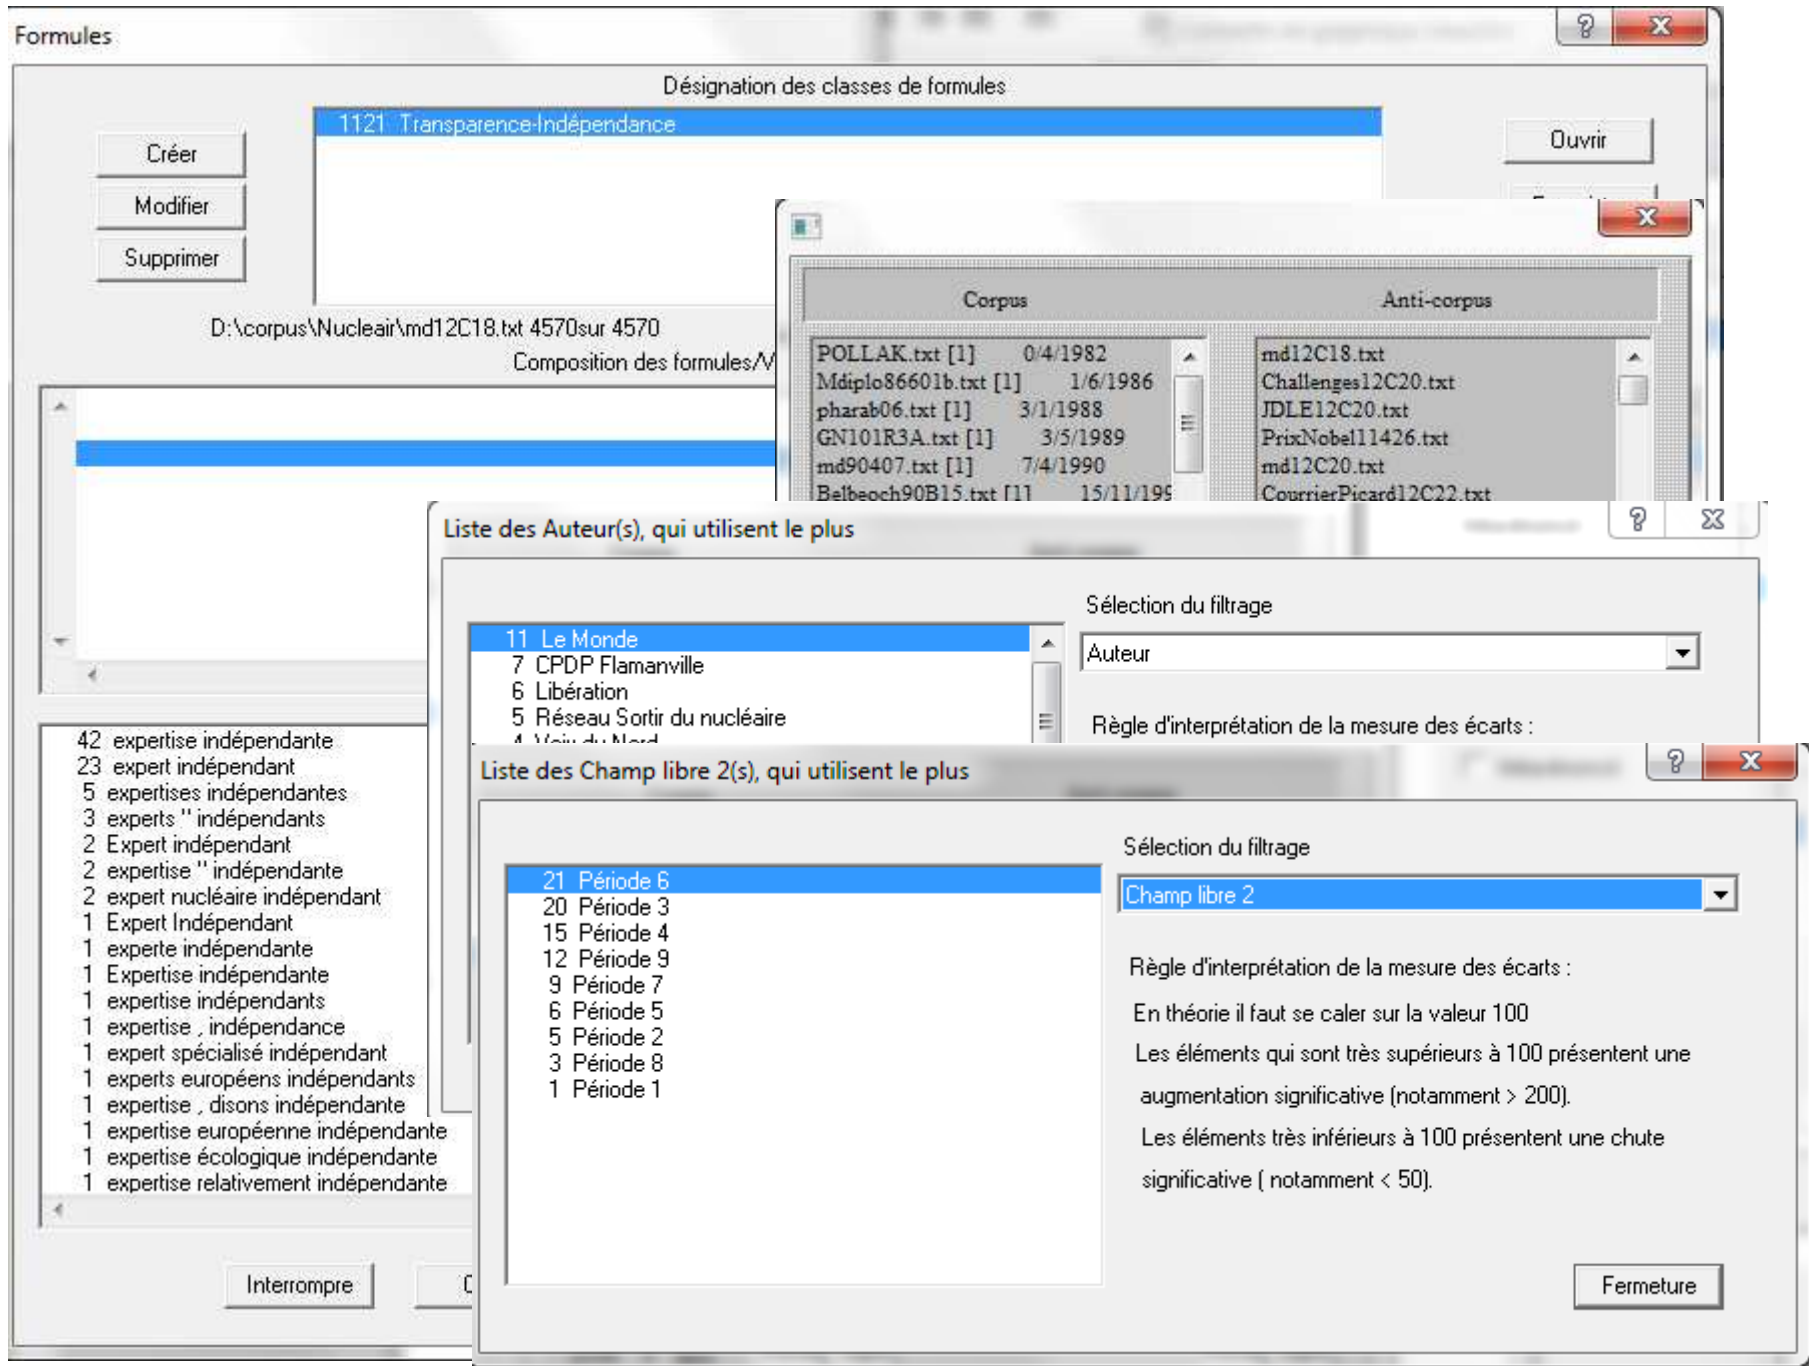 Formules
Désignation des classes de formules
1121 Transparence-Indépendance
Créer
Modifier
Supprimer
Ouvrir
D:\corpus\Nucleair\md12C18.txt 4570sur 4570
Composition des formules/V
Corpus
Anti-corpus
POLLAK.txt [1] 0/4/1982
Mdiplo86601b.txt [1] 1/6/1986
pharab06.txt [1] 3/1/1988
GN101R3A.txt [1] 3/5/1989
md90407.txt [1] 7/4/1990
Belbeoch90B15.txt [1] 15/11/199
md12C18.txt
Challenges12C20.txt
JDLE12C20.txt
PrixNobel11426.txt
md12C20.txt
CourrierPicard12C22.txt
Liste des Auteur(s), qui utilisent le plus
11 Le Monde
7 CPDP Flamanville
6 Libération
5 Réseau Sortir du nucléaire
4 Voix du Nord
Sélection du filtrage
Auteur
Règle d'interprétation de la mesure des écarts :
42 expertise indépendante
23 expert indépendant
5 expertises indépendantes
3 experts " indépendants
2 Expert indépendant
2 expertise " indépendante
2 expert nucléaire indépendant
1 Expert Indépendant
1 experte indépendante
1 Expertise indépendante
1 expertise indépendants
1 expertise , indépendance
1 expert spécialisé indépendant
1 experts européens indépendants
1 expertise , disons indépendante
1 expertise européenne indépendante
1 expertise écologique indépendante
1 expertise relativement indépendante
Interrompre
Liste des Champ libre 2(s), qui utilisent le plus
21 Période 6
20 Période 3
15 Période 4
12 Période 9
9 Période 7
6 Période 5
5 Période 2
3 Période 8
1 Période 1
Sélection du filtrage
Champ libre 2
Règle d'interprétation de la mesure des écarts :
En théorie il faut se caler sur la valeur 100
Les éléments qui sont très supérieurs à 100 présentent une
augmentation significative (notamment > 200).
Les éléments très inférieurs à 100 présentent une chute
significative ( notamment < 50).
Fermeture